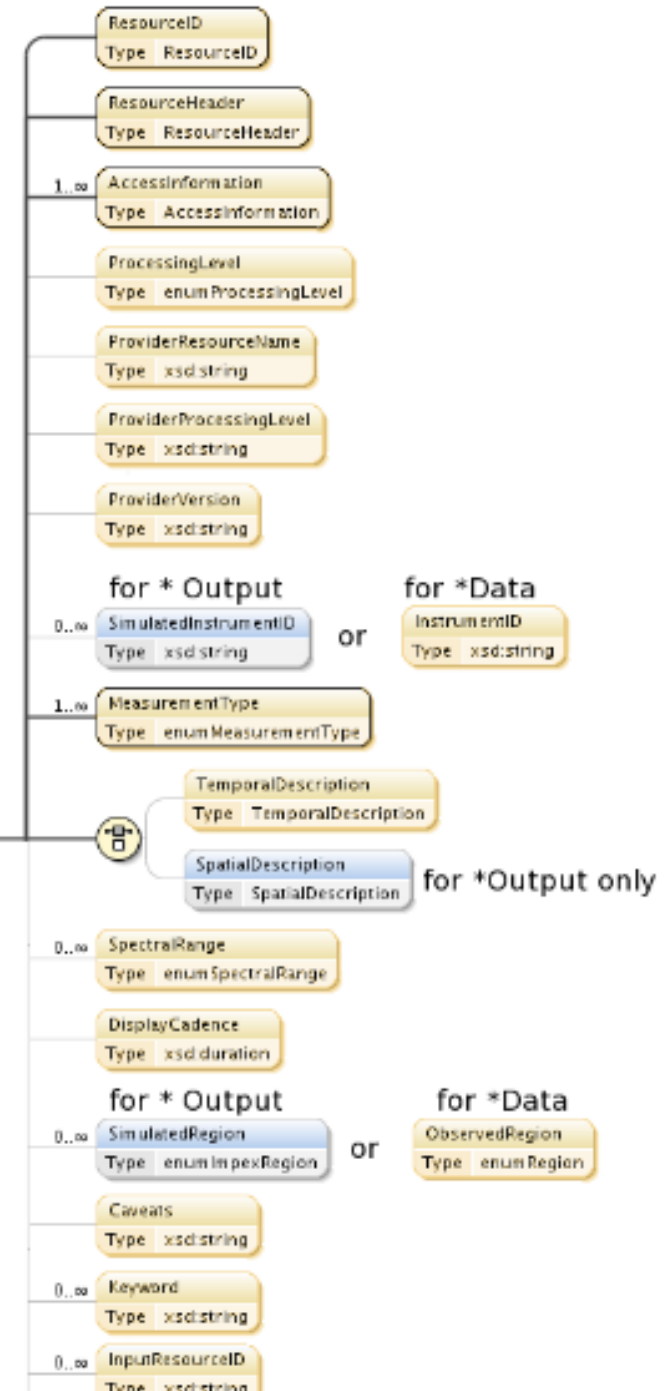 ResourceID
Type ResourceID
ResourceHeader
Type ResourceHeader
1..∞ AccessInformation
Type AccessInformation
ProcessingLevel
Type enumProcessingLevel
ProviderResourceName
Type xsd:string
ProviderProcessingLevel
Type xsd:string
ProviderVersion
Type xsd:string
for * Output for *Data
0..∞ SimulatedInstrumentID or InstrumentID
Type xsd:string Type xsd:string
1..∞ MeasurementType
Type enumMeasurementType
TemporalDescription
Type TemporalDescription
SpatialDescription for *Output only
Type SpatialDescription
0..∞ SpectralRange
Type enumSpectralRange
DisplayCadence
Type xsd:duration
for * Output for *Data
0..∞ SimulatedRegion or ObservedRegion
Type enumImpexRegion Type enumRegion
Caveats
Type xsd:string
0..∞ Keyword
Type xsd:string
0..∞ InputResourceID
Type xsd:string